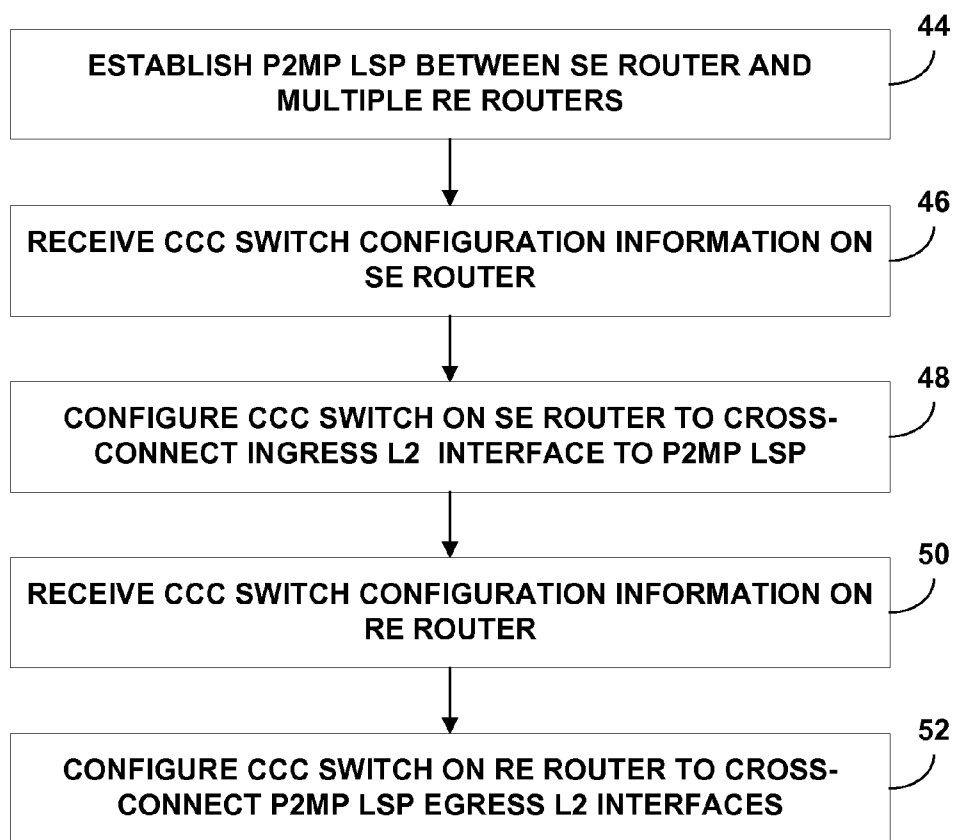 44
ESTABLISH P2MP LSP BETWEEN SE ROUTER AND
MULTIPLE RE ROUTERS
46
RECEIVE CCC SWITCH CONFIGURATION INFORMATION ON
SE ROUTER
48
CONFIGURE CCC SWITCH ON SE ROUTER TO CROSS-
CONNECT INGRESS L2 INTERFACE TO P2MP LSP
50
RECEIVE CCC SWITCH CONFIGURATION INFORMATION ON
RE ROUTER
52
CONFIGURE CCC SWITCH ON RE ROUTER TO CROSS-
CONNECT P2MP LSP EGRESS L2 INTERFACES